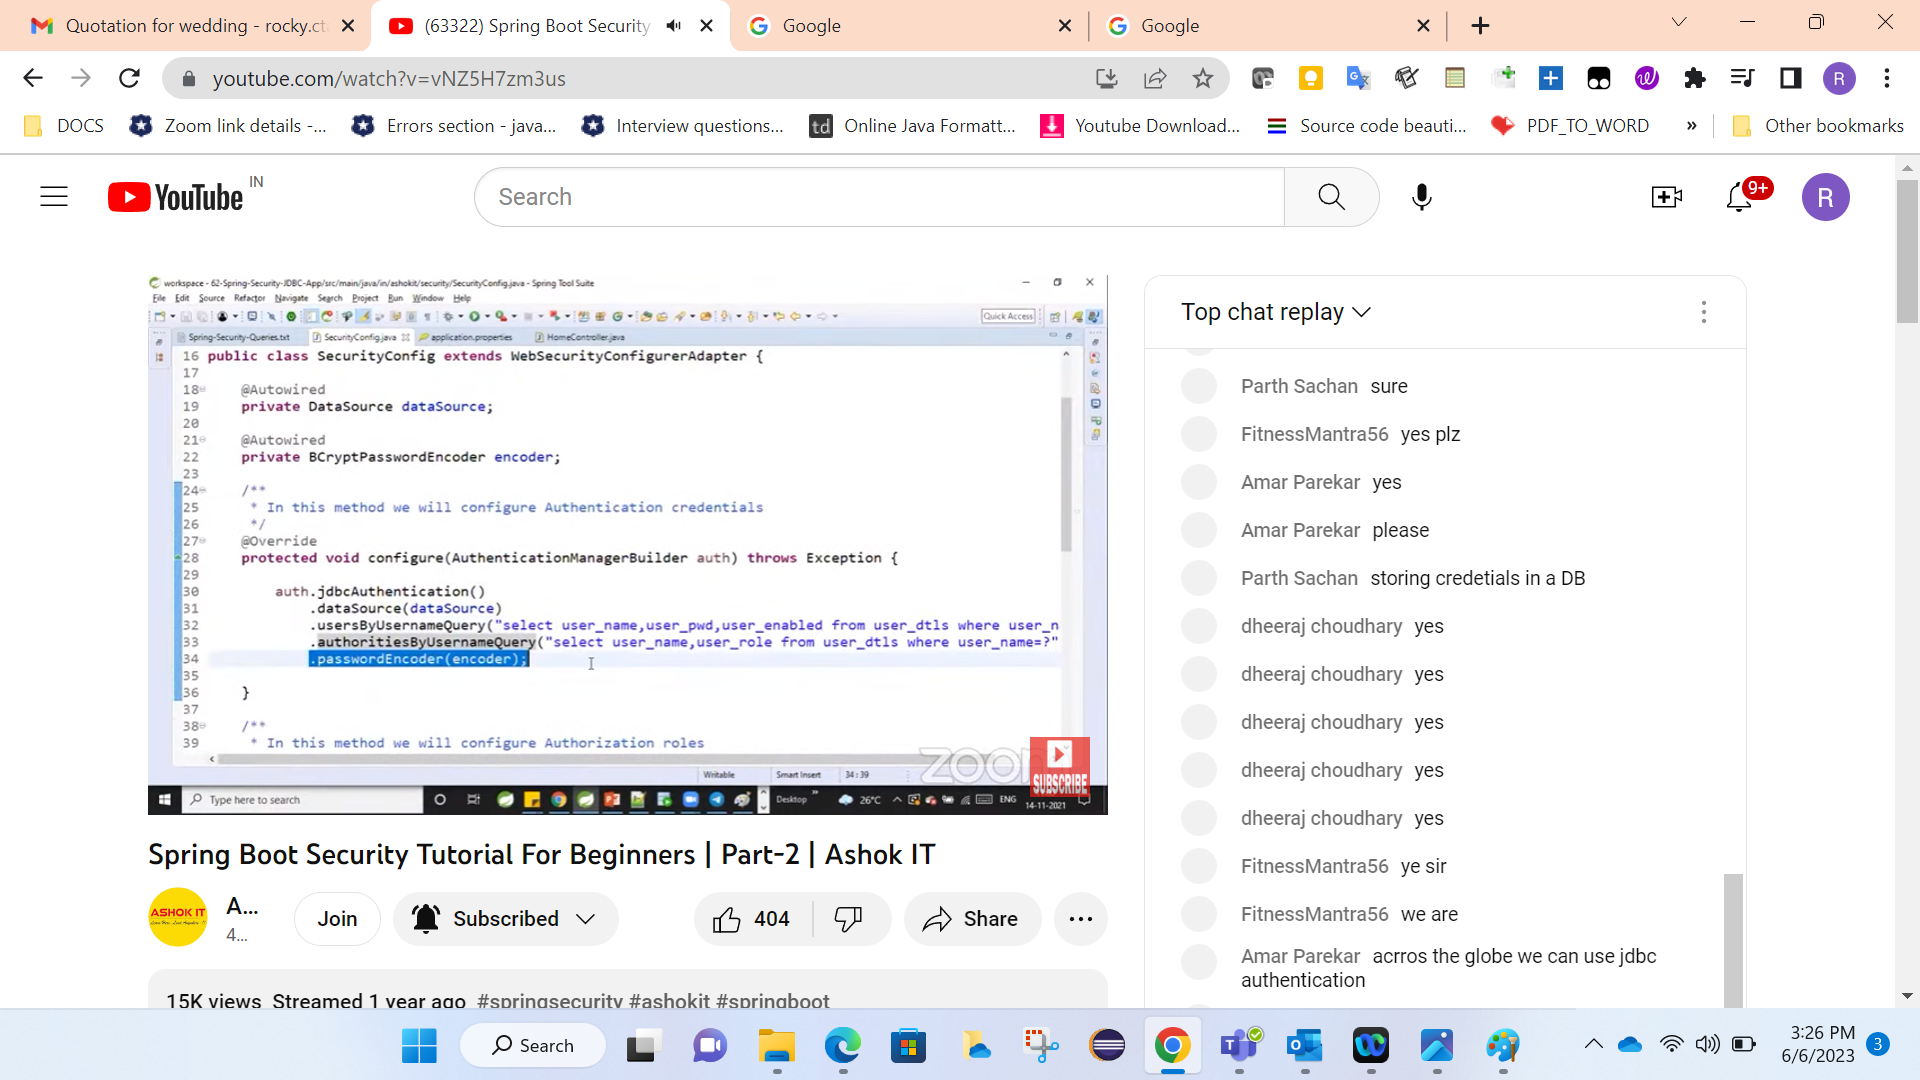 Quotation for wedding - rocky.cta
(63322) Spring Boot Security
Google
Google
youtube.com/watch?v=vNZ5H7zm3us
R
DOCS
Zoom link details -...
Errors section - java...
Interview questions...
td
Online Java Formatt...
Youtube Download...
Source code beauti...
PDF_TO_WORD
»
Other bookmarks
YouTube IN
Search
9+
R
workspace - 62-Spring-Security-JDBC-App/src/main/java/in/ashokit/security/SecurityConfig.java - Spring Tool Suite
File Edit Source Refactor Navigate Search Project Run Window Help
Quick Access
Spring-Security-Queries.txt
SecurityConfig.java
application.properties
HomeController.java
16 public class SecurityConfig extends WebSecurityConfigurerAdapter {
17
18 @Autowired
19 private DataSource dataSource;
20
21 @Autowired
22 private BCryptPasswordEncoder encoder;
23
24 /**
25 * In this method we will configure Authentication credentials
26 */
27 @Override
28 protected void configure(AuthenticationManagerBuilder auth) throws Exception {
29
30 auth.jdbcAuthentication()
31 .dataSource(dataSource)
32 .usersByUsernameQuery("select user_name,user_pwd,user_enabled from user_dtls where user_n
33 .authoritiesByUsernameQuery("select user_name,user_role from user_dtls where user_name=?"
34 .passwordEncoder(encoder);
35
36 }
37
38 /**
39 * In this method we will configure Authorization roles
zoom
SUBSCRIBE
Writable
Smart Insert
34:39
Type here to search
Desktop
26°C
ENG
14-11-2021
Top chat replay
Parth Sachan sure
FitnessMantra56 yes plz
Amar Parekar yes
Amar Parekar please
Parth Sachan storing credetials in a DB
dheeraj choudhary yes
dheeraj choudhary yes
dheeraj choudhary yes
dheeraj choudhary yes
dheeraj choudhary yes
FitnessMantra56 ye sir
FitnessMantra56 we are
Amar Parekar acrros the globe we can use jdbc
authentication
Spring Boot Security Tutorial For Beginners | Part-2 | Ashok IT
ASHOK IT
A...
4...
Join
Subscribed
404
Share
15K views Streamed 1 year ago #springsecurity #ashokit #springboot
Search
3:26 PM
6/6/2023
3